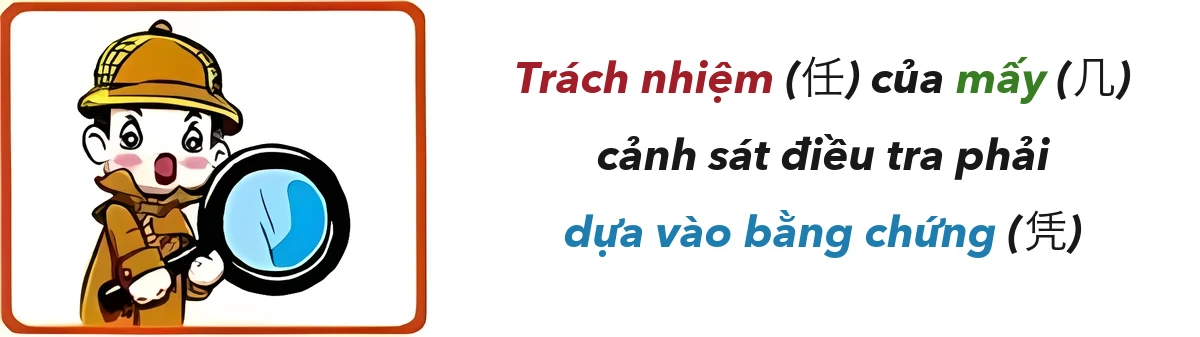 Trách nhiệm (任) của mấy (几)
cảnh sát điều tra phải
dựa vào bằng chứng (凭)